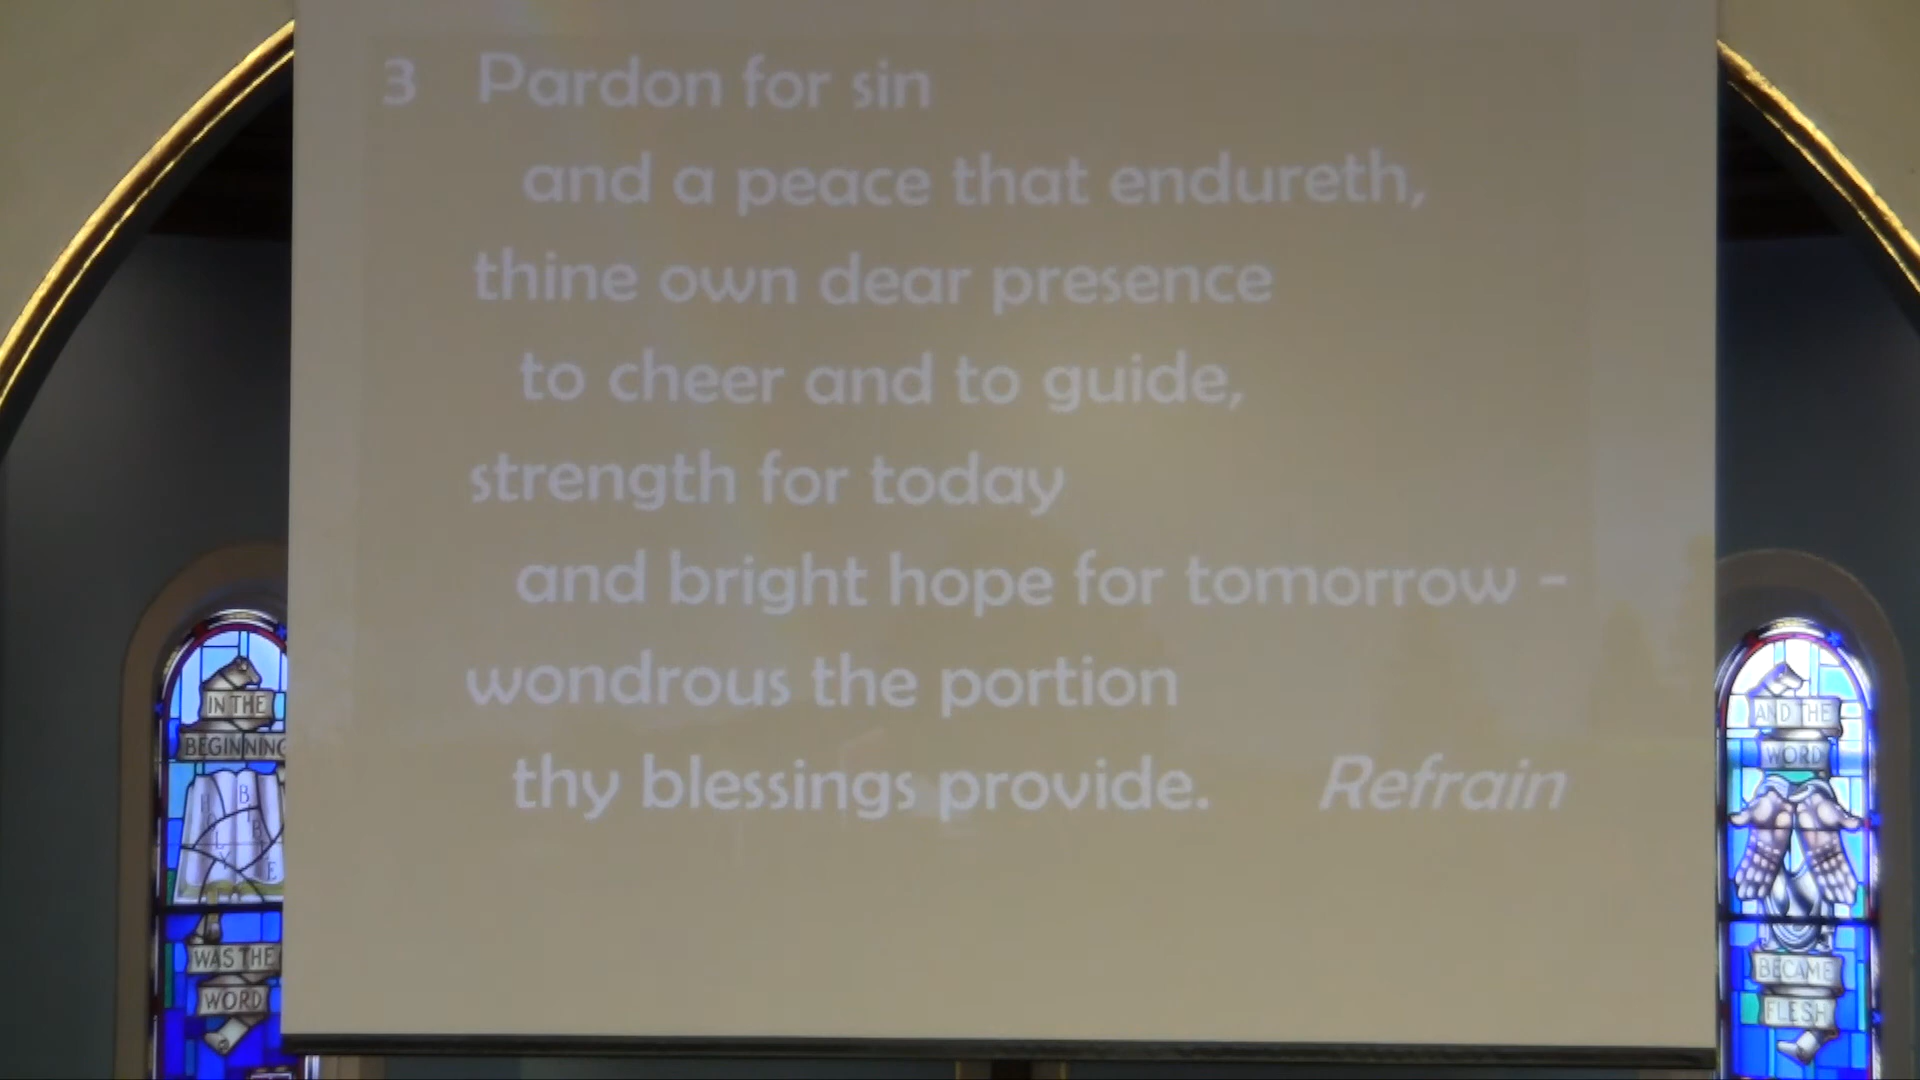 3 Pardon for sin
and a peace that endureth,
thine own dear presence
to cheer and to guide,
strength for today
and bright hope for tomorrow -
wondrous the portion
thy blessings provide. Refrain
IN THE
BEGINNING
WAS THE
WORD
AND THE
WORD
BECAME
FLESH